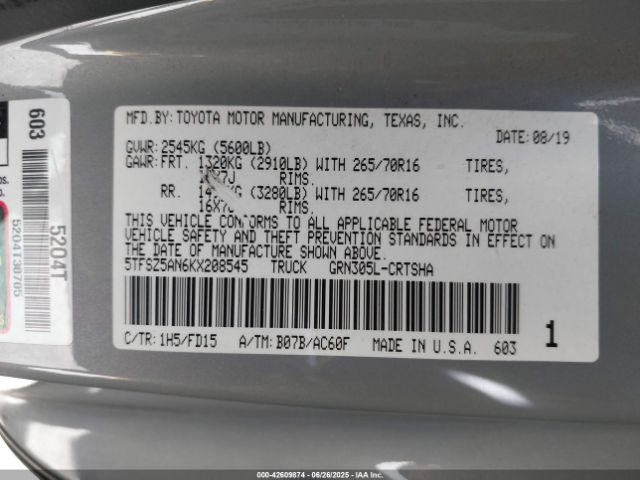 MFD.BY:TOYOTA MOTOR MANUFACTURING, TEXAS, INC.
DATE:08/19
GVWR:2545KG (5600LB)
GAWR:FRT. 1320KG (2910LB) WITH 265/70R16 TIRES,
RIMS.
RR. (3280LB) WITH 265/70R16 TIRES,
RIMS.
THIS VEHICLE CONFORMS TO ALL APPLICABLE FEDERAL MOTOR
VEHICLE SAFETY AND THEFT PREVENTION STANDARDS IN EFFECT ON
THE DATE OF MANUFACTURE SHOWN ABOVE.
5TFSZ5AN6KX208545 TRUCK GRN305L-CRTSHA
C/TR:1H5/FD15 A/TM:B07B/AC60F MADE IN U.S.A. 603
1
603
5204T
5204130705
000-42609874 - 06/26/2025 - IAAI.COM